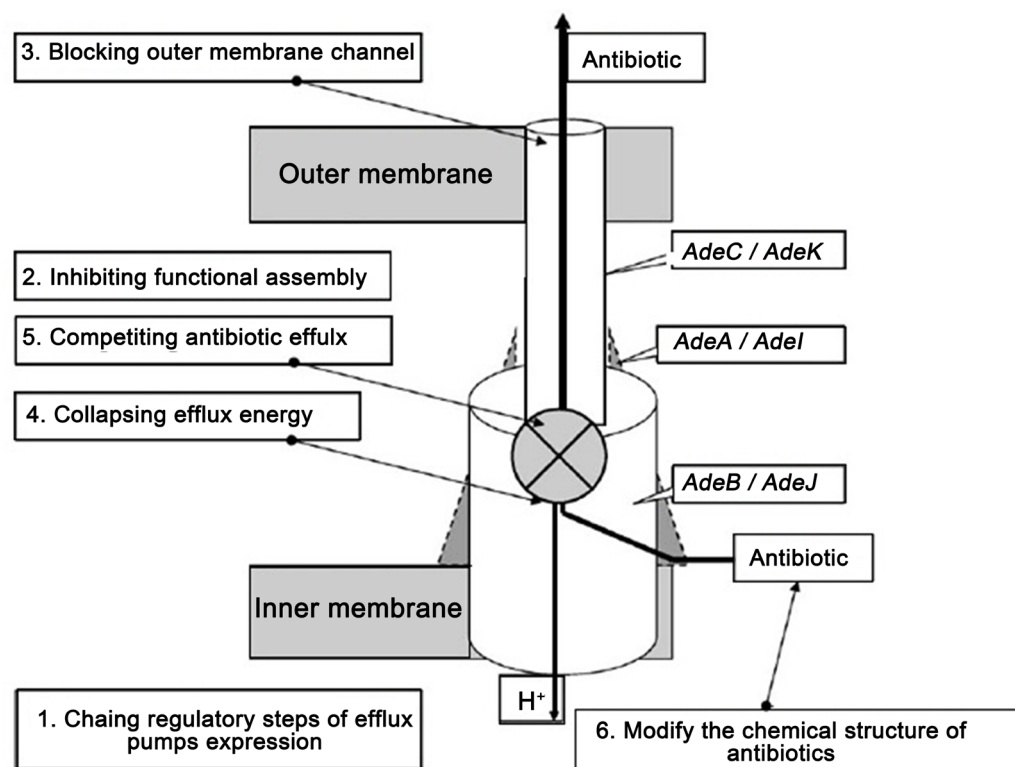 3. Blocking outer membrane channel
Antibiotic
Outer membrane
AdeC / AdeK
2. Inhibiting functional assembly
5. Competiting antibiotic effulx
AdeA / AdeI
4. Collapsing efflux energy
AdeB / AdeJ
Antibiotic
Inner membrane
H⁺
1. Chaing regulatory steps of efflux
pumps expression
6. Modify the chemical structure of
antibiotics